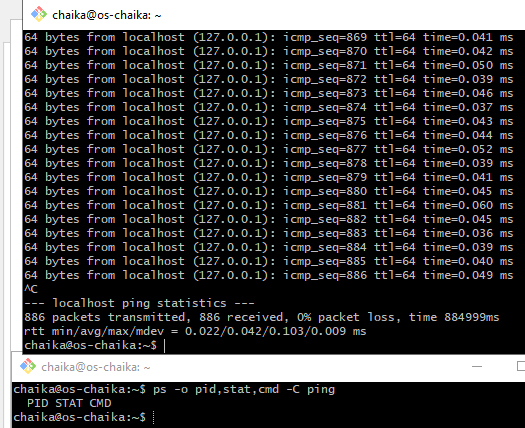 chaika@os-chaika: ~
64 bytes from localhost (127.0.0.1): icmp_seq=869 ttl=64 time=0.041 ms
64 bytes from localhost (127.0.0.1): icmp_seq=870 ttl=64 time=0.042 ms
64 bytes from localhost (127.0.0.1): icmp_seq=871 ttl=64 time=0.050 ms
64 bytes from localhost (127.0.0.1): icmp_seq=872 ttl=64 time=0.039 ms
64 bytes from localhost (127.0.0.1): icmp_seq=873 ttl=64 time=0.046 ms
64 bytes from localhost (127.0.0.1): icmp_seq=874 ttl=64 time=0.037 ms
64 bytes from localhost (127.0.0.1): icmp_seq=875 ttl=64 time=0.043 ms
64 bytes from localhost (127.0.0.1): icmp_seq=876 ttl=64 time=0.044 ms
64 bytes from localhost (127.0.0.1): icmp_seq=877 ttl=64 time=0.052 ms
64 bytes from localhost (127.0.0.1): icmp_seq=878 ttl=64 time=0.039 ms
64 bytes from localhost (127.0.0.1): icmp_seq=879 ttl=64 time=0.041 ms
64 bytes from localhost (127.0.0.1): icmp_seq=880 ttl=64 time=0.045 ms
64 bytes from localhost (127.0.0.1): icmp_seq=881 ttl=64 time=0.060 ms
64 bytes from localhost (127.0.0.1): icmp_seq=882 ttl=64 time=0.045 ms
64 bytes from localhost (127.0.0.1): icmp_seq=883 ttl=64 time=0.036 ms
64 bytes from localhost (127.0.0.1): icmp_seq=884 ttl=64 time=0.039 ms
64 bytes from localhost (127.0.0.1): icmp_seq=885 ttl=64 time=0.040 ms
64 bytes from localhost (127.0.0.1): icmp_seq=886 ttl=64 time=0.049 ms
^C
--- localhost ping statistics ---
886 packets transmitted, 886 received, 0% packet loss, time 884999ms
rtt min/avg/max/mdev = 0.022/0.042/0.103/0.009 ms
chaika@os-chaika:~$
chaika@os-chaika: ~
chaika@os-chaika:~$ ps -o pid,stat,cmd -C ping
PID STAT CMD
chaika@os-chaika:~$